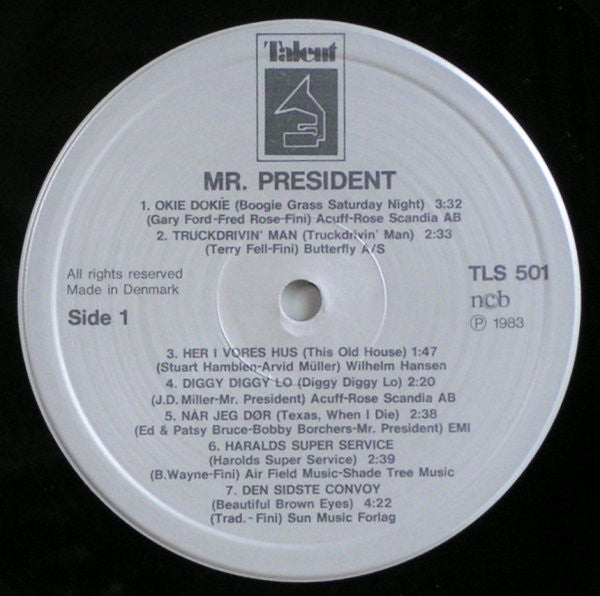 Talent
MR. PRESIDENT
1. OKIE DOKIE (Boogie Grass Saturday Night) 3:32
(Gary Ford-Fred Rose-Fini) Acuff-Rose Scandia AB
2. TRUCKDRIVIN' MAN (Truckdrivin' Man) 2:33
(Terry Fell-Fini) Butterfly A/S
All rights reserved
Made in Denmark
Side 1
TLS 501
ncb
Ⓟ 1983
3. HER I VORES HUS (This Old House) 1:47
(Stuart Hamblen-Arvid Müller) Wilhelm Hansen
4. DIGGY DIGGY LO (Diggy Diggy Lo) 2:20
(J.D. Miller-Mr. President) Acuff-Rose Scandia AB
5. NÅR JEG DØR (Texas, When I Die) 2:38
(Ed & Patsy Bruce-Bobby Borchers-Mr. President) EMI
6. HARALDS SUPER SERVICE
(Harolds Super Service) 2:39
(B.Wayne-Fini) Air Field Music-Shade Tree Music
7. DEN SIDSTE CONVOY
(Beautiful Brown Eyes) 4:22
(Trad. - Fini) Sun Music Forlag